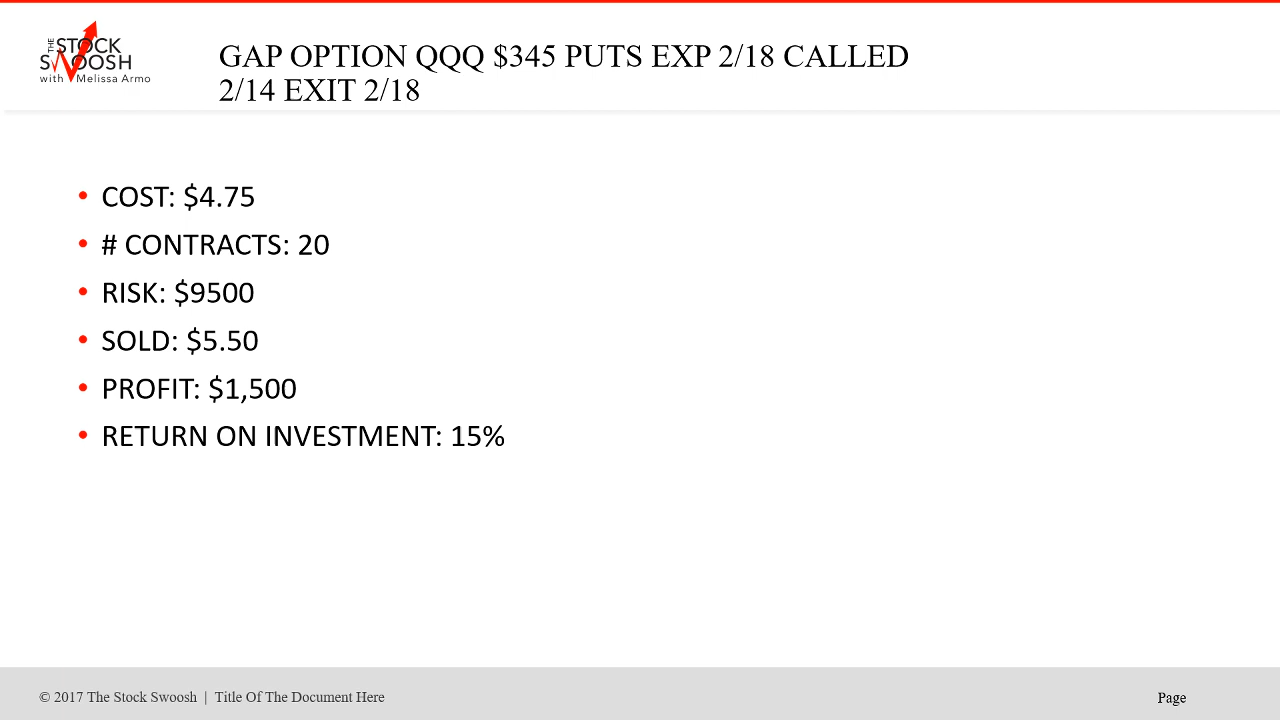 THE STOCK
SWOOSH
with Melissa Armo
GAP OPTION QQQ $345 PUTS EXP 2/18 CALLED
2/14 EXIT 2/18
• COST: $4.75
• # CONTRACTS: 20
• RISK: $9500
• SOLD: $5.50
• PROFIT: $1,500
• RETURN ON INVESTMENT: 15%
© 2017 The Stock Swoosh | Title Of The Document Here
Page